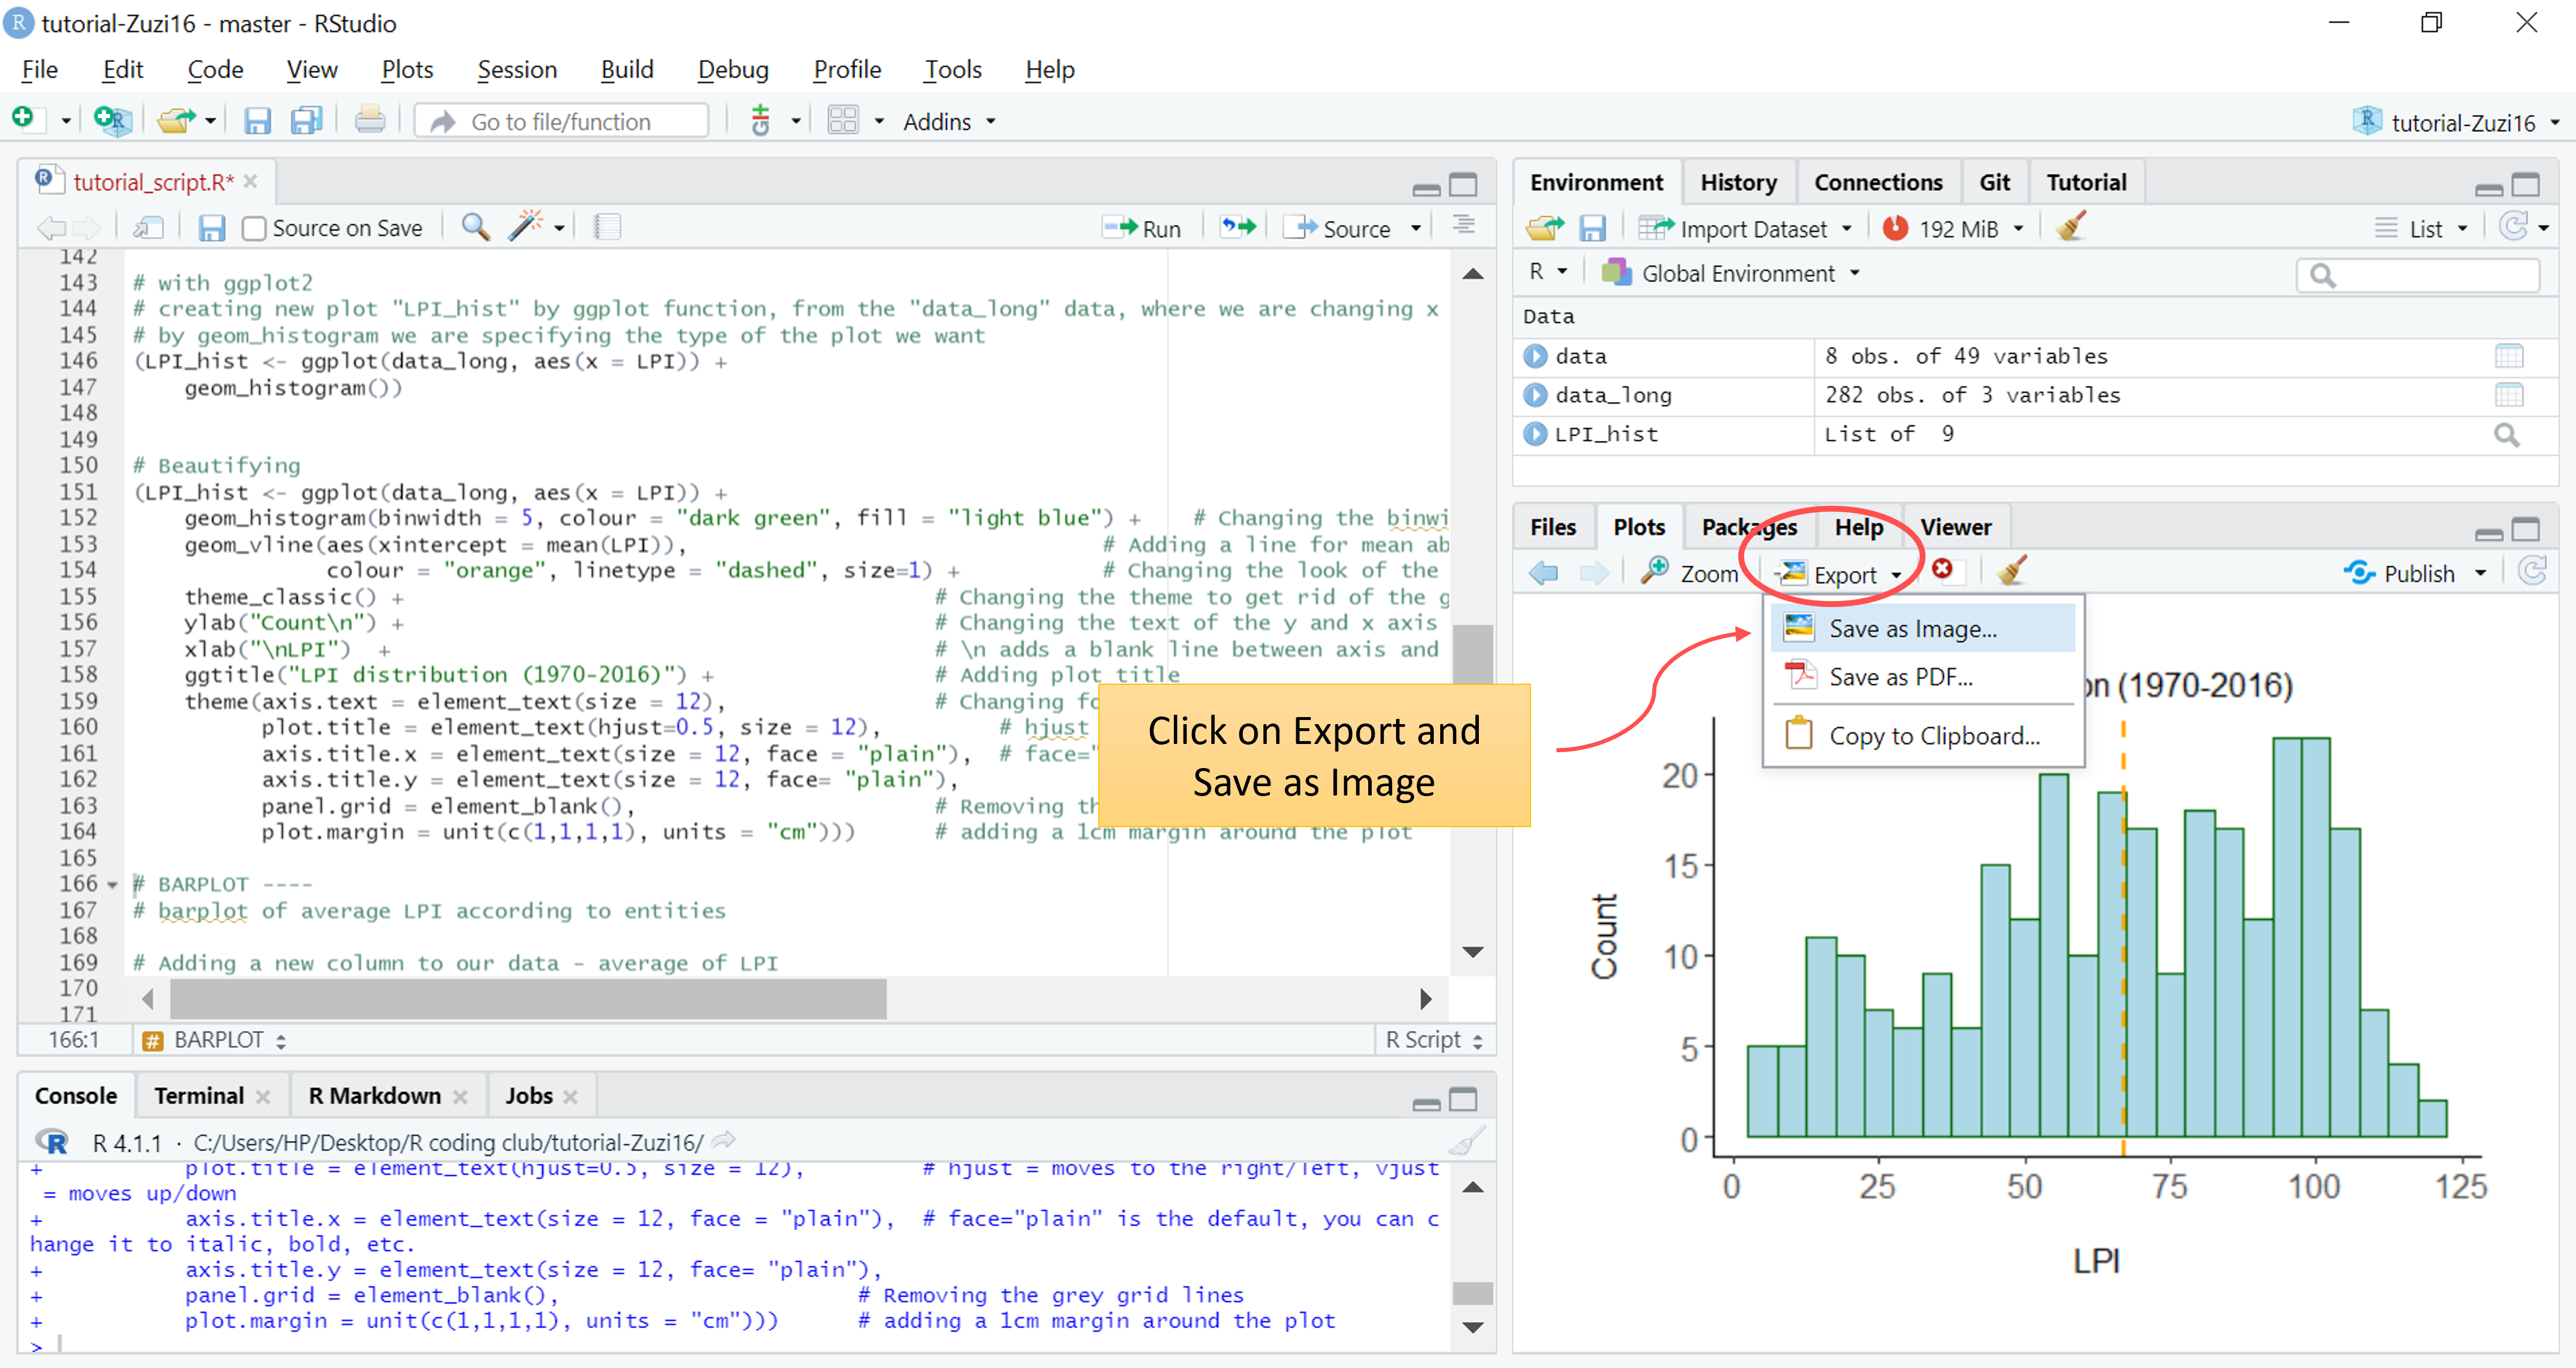 tutorial-Zuzi16 - master - RStudio
File Edit Code View Plots Session Build Debug Profile Tools Help
Go to file/function Addins tutorial-Zuzi16
tutorial_script.R*
Source on Save Run Source
142
143 # with ggplot2
144 # creating new plot "LPI_hist" by ggplot function, from the "data_long" data, where we are changing x
145 # by geom_histogram we are specifying the type of the plot we want
146 (LPI_hist <- ggplot(data_long, aes(x = LPI)) +
147 geom_histogram())
148
149
150 # Beautifying
151 (LPI_hist <- ggplot(data_long, aes(x = LPI)) +
152 geom_histogram(binwidth = 5, colour = "dark green", fill = "light blue") + # Changing the binwi
153 geom_vline(aes(xintercept = mean(LPI)), # Adding a line for mean ab
154 colour = "orange", linetype = "dashed", size=1) + # Changing the look of the
155 theme_classic() + # Changing the theme to get rid of the g
156 ylab("Count\n") + # Changing the text of the y and x axis
157 xlab("\nLPI") + # \n adds a blank line between axis and
158 ggtitle("LPI distribution (1970-2016)") + # Adding plot title
159 theme(axis.text = element_text(size = 12), # Changing fo
160 plot.title = element_text(hjust=0.5, size = 12), # hjust
161 axis.title.x = element_text(size = 12, face = "plain"), # face="
162 axis.title.y = element_text(size = 12, face= "plain"),
163 panel.grid = element_blank(), # Removing th
164 plot.margin = unit(c(1,1,1,1), units = "cm"))) # adding a 1cm margin around the plot
165
166 # BARPLOT ----
167 # barplot of average LPI according to entities
168
169 # Adding a new column to our data - average of LPI
170
171
166:1 # BARPLOT R Script
Click on Export and
Save as Image
Console Terminal R Markdown Jobs
R R 4.1.1 · C:/Users/HP/Desktop/R coding club/tutorial-Zuzi16/
+ plot.title = element_text(hjust=0.5, size = 12), # hjust = moves to the right/left, vjust
= moves up/down
+ axis.title.x = element_text(size = 12, face = "plain"), # face="plain" is the default, you can c
hange it to italic, bold, etc.
+ axis.title.y = element_text(size = 12, face= "plain"),
+ panel.grid = element_blank(), # Removing the grey grid lines
+ plot.margin = unit(c(1,1,1,1), units = "cm"))) # adding a 1cm margin around the plot
>
Environment History Connections Git Tutorial
Import Dataset 192 MiB List
R Global Environment
Data
data 8 obs. of 49 variables
data_long 282 obs. of 3 variables
LPI_hist List of 9
Files Plots Packages Help Viewer
Zoom Export Publish
Save as Image...
Save as PDF...
Copy to Clipboard...
on (1970-2016)
Count
20
15
10
5
0
0 25 50 75 100 125
LPI